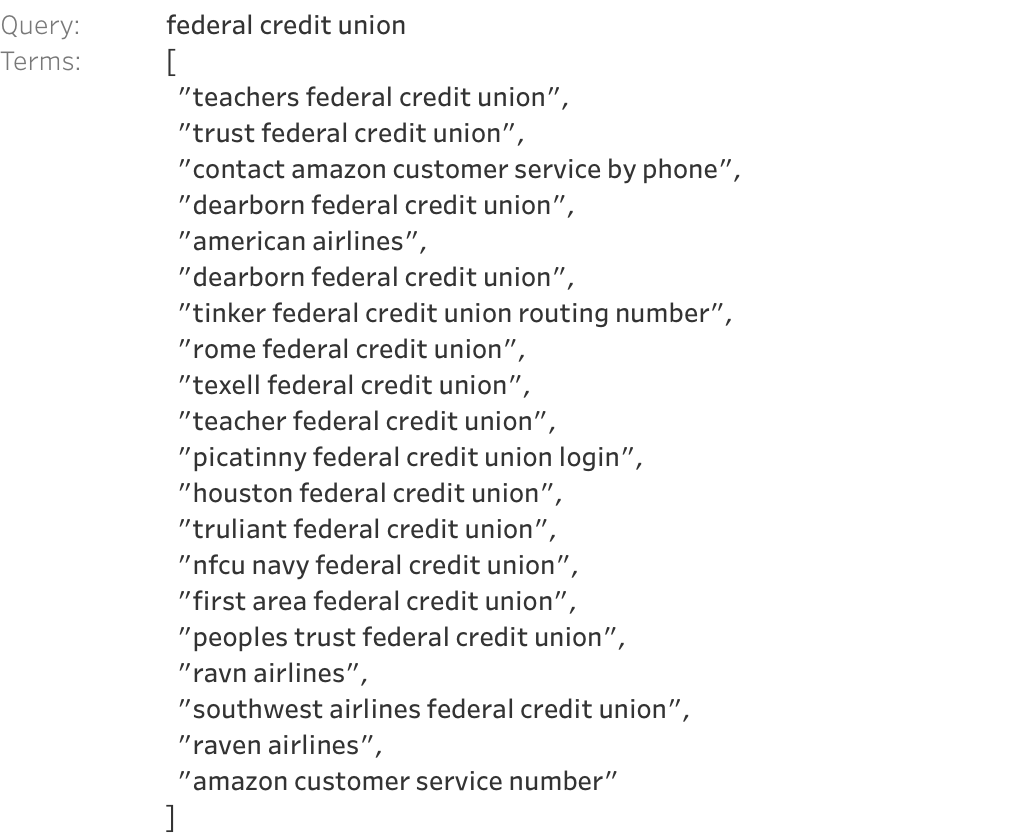 Query: federal credit union
Terms: [
"teachers federal credit union",
"trust federal credit union",
"contact amazon customer service by phone",
"dearborn federal credit union",
"american airlines",
"dearborn federal credit union",
"tinker federal credit union routing number",
"rome federal credit union",
"texell federal credit union",
"teacher federal credit union",
"picatinny federal credit union login",
"houston federal credit union",
"truliant federal credit union",
"nfcu navy federal credit union",
"first area federal credit union",
"peoples trust federal credit union",
"ravn airlines",
"southwest airlines federal credit union",
"raven airlines",
"amazon customer service number"
]